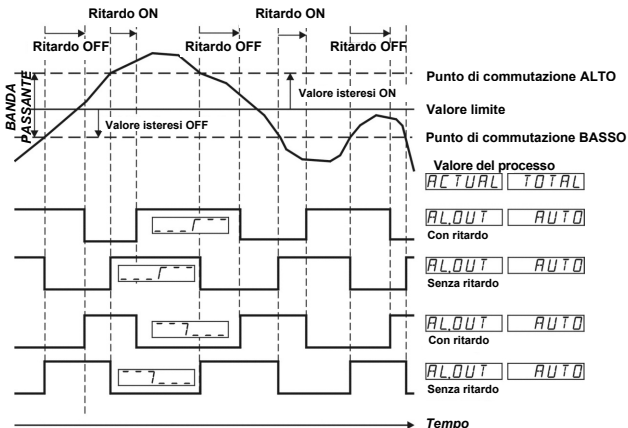 Ritardo ON
Ritardo ON
Ritardo OFF
Ritardo OFF
Ritardo OFF
BANDA
PASSANTE
Punto di commutazione ALTO
Valore isteresi ON
Valore limite
Valore isteresi OFF
Punto di commutazione BASSO
Valore del processo
ACTUAL TOTAL
AL.OUT AUTO
Con ritardo
AL.OUT AUTO
Senza ritardo
AL.OUT AUTO
Con ritardo
AL.OUT AUTO
Senza ritardo
Tempo